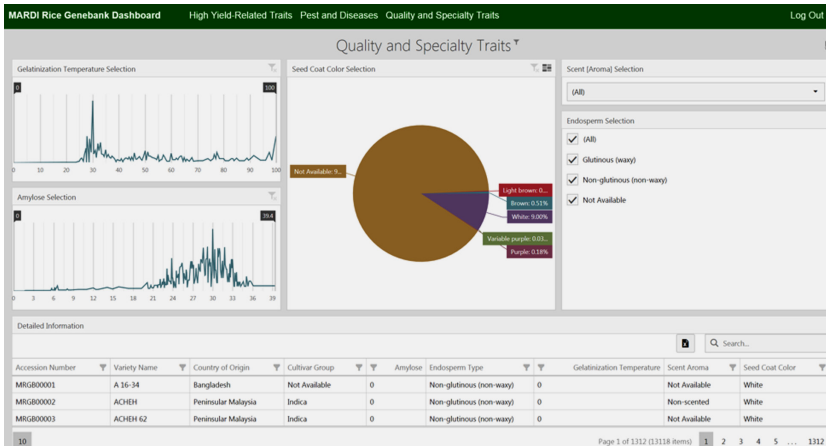 MARDI Rice Genebank Dashboard High Yield-Related Traits Pest and Diseases Quality and Specialty Traits Log Out
Quality and Specialty Traits
Gelatinization Temperature Selection
0 100
0 10 20 30 40 50 60 70 80 90 100
Amylose Selection
0 39.4
0 3 6 9 12 15 18 21 24 27 30 33 36 39
Seed Coat Color Selection
Not Available: 9...
Light brown: 0...
Brown: 0.51%
White: 9.00%
Variable purple: 0.03...
Purple: 0.18%
Scent [Aroma] Selection
(All)
Endosperm Selection
(All)
Glutinous (waxy)
Non-glutinous (non-waxy)
Not Available
Detailed Information
Search...
Accession Number Variety Name Country of Origin Cultivar Group Amylose Endosperm Type Gelatinization Temperature Scent Aroma Seed Coat Color
MRGB00001 A 16-34 Bangladesh Not Available 0 Non-glutinous (non-waxy) 0 Not Available White
MRGB00002 ACHEH Peninsular Malaysia Indica 0 Non-glutinous (non-waxy) 0 Non-scented White
MRGB00003 ACHEH 62 Peninsular Malaysia Indica 0 Non-glutinous (non-waxy) 0 Not Available White
10 Page 1 of 1312 (13118 items) 1 2 3 4 5 ... 1312